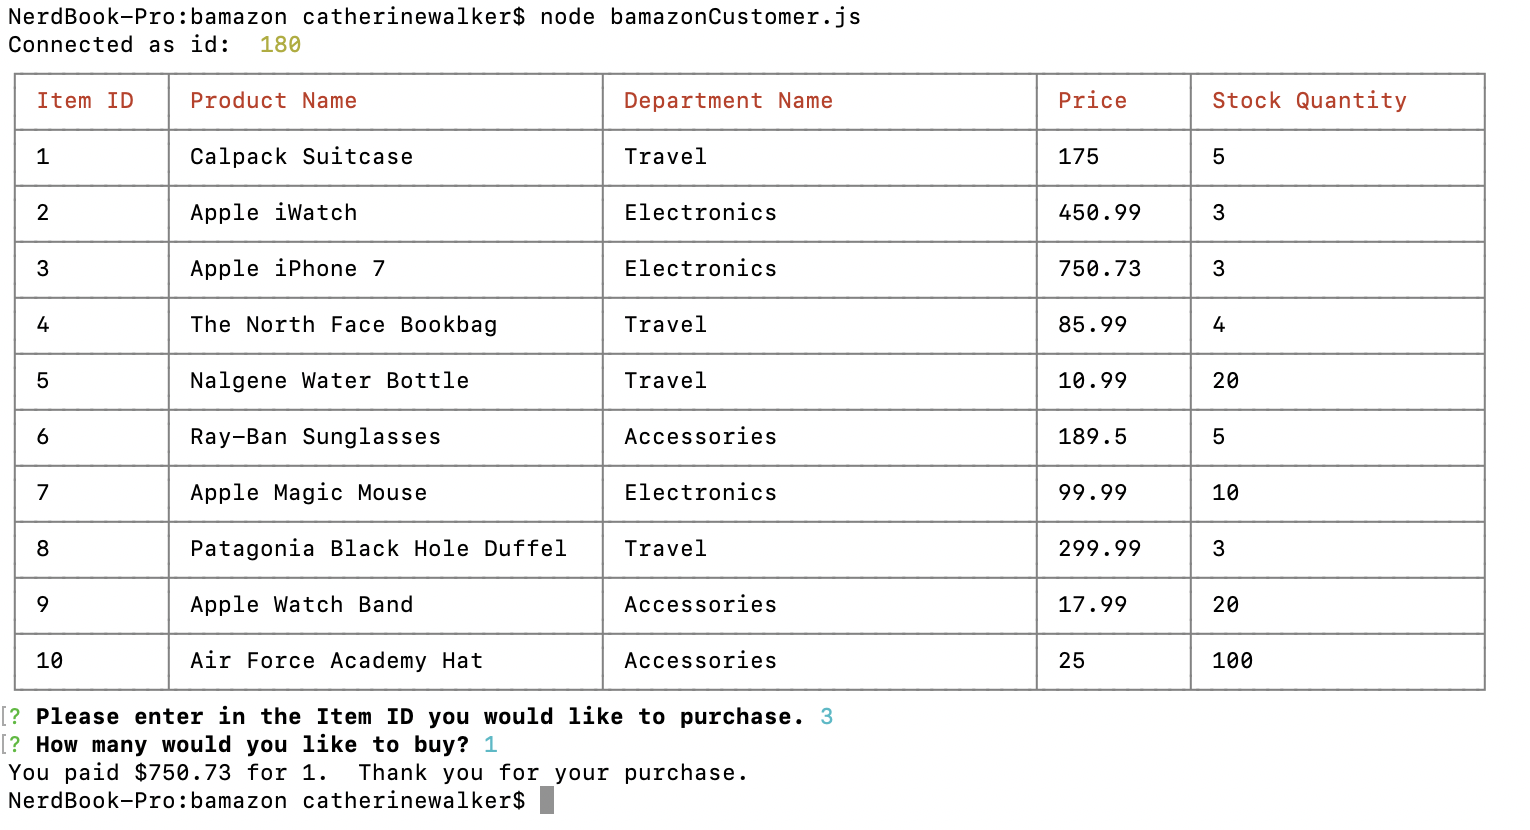 NerdBook-Pro:bamazon catherinewalker$ node bamazonCustomer.js
Connected as id:  180
Item ID Product Name Department Name Price Stock Quantity
1 Calpack Suitcase Travel 175 5
2 Apple iWatch Electronics 450.99 3
3 Apple iPhone 7 Electronics 750.73 3
4 The North Face Bookbag Travel 85.99 4
5 Nalgene Water Bottle Travel 10.99 20
6 Ray-Ban Sunglasses Accessories 189.5 5
7 Apple Magic Mouse Electronics 99.99 10
8 Patagonia Black Hole Duffel Travel 299.99 3
9 Apple Watch Band Accessories 17.99 20
10 Air Force Academy Hat Accessories 25 100
[? Please enter in the Item ID you would like to purchase. 3
[? How many would you like to buy? 1
You paid $750.73 for 1.  Thank you for your purchase.
NerdBook-Pro:bamazon catherinewalker$